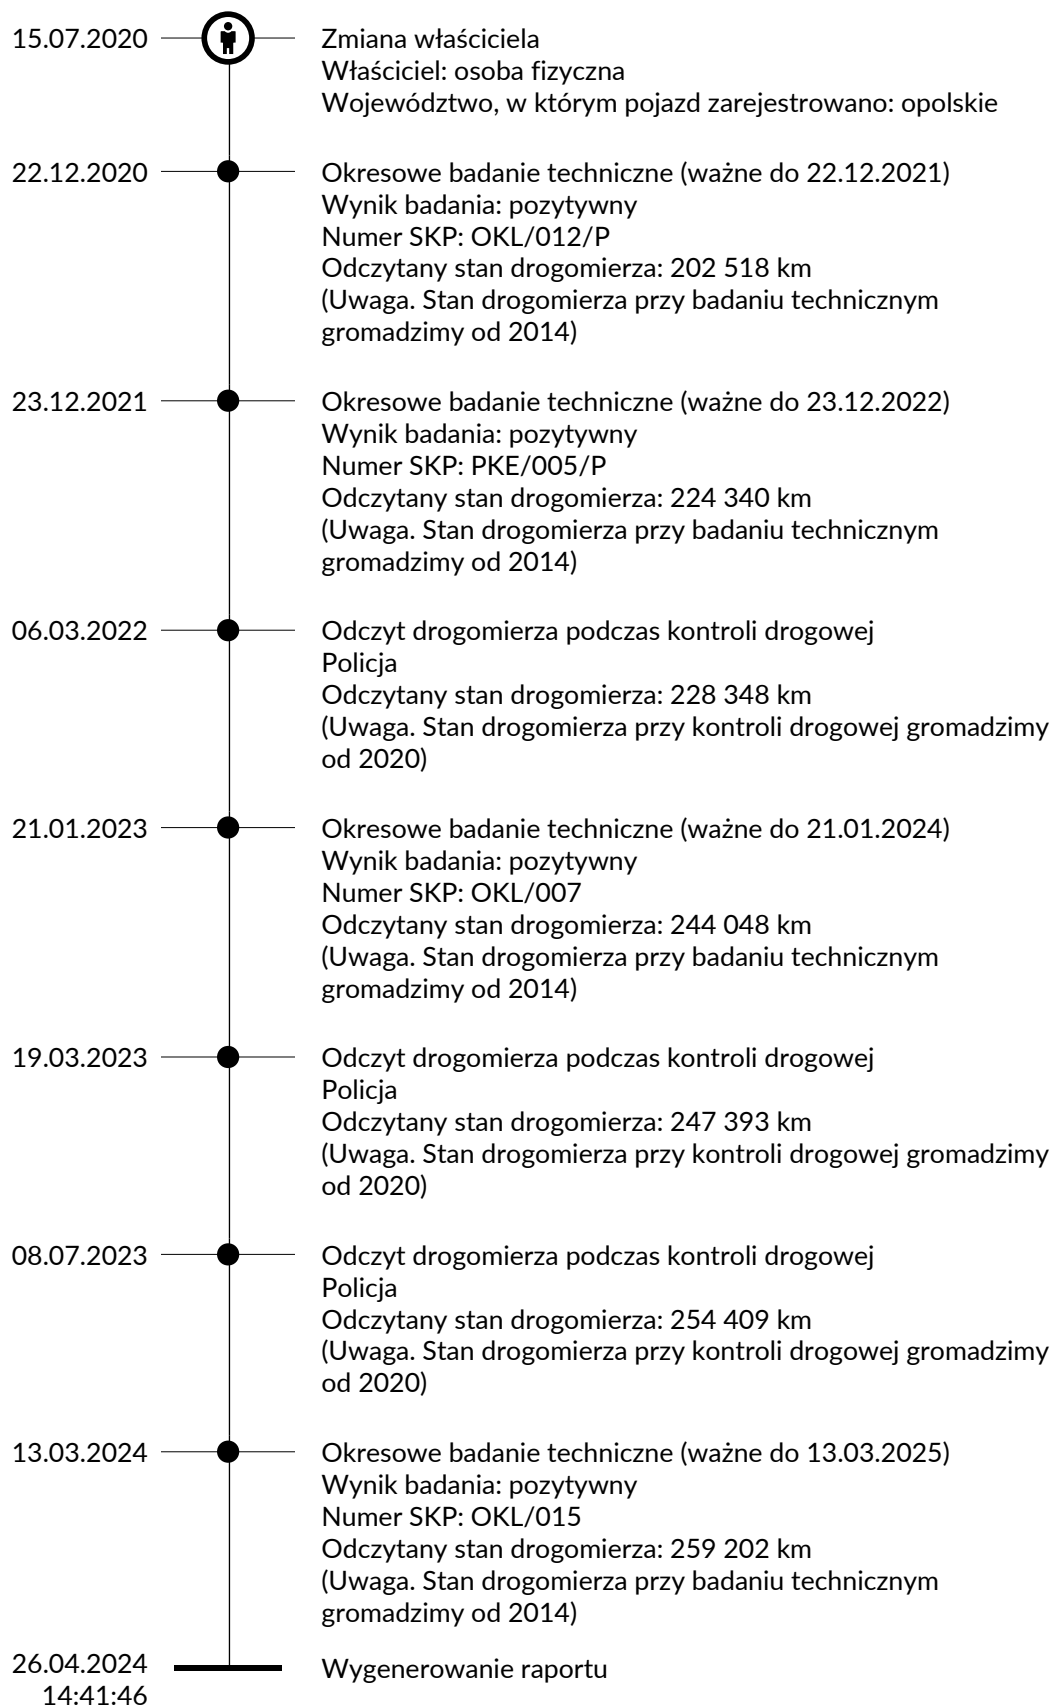 15.07.2020
Zmiana właściciela
Właściciel: osoba fizyczna
Województwo, w którym pojazd zarejestrowano: opolskie
22.12.2020
Okresowe badanie techniczne (ważne do 22.12.2021)
Wynik badania: pozytywny
Numer SKP: OKL/012/P
Odczytany stan drogomierza: 202 518 km
(Uwaga. Stan drogomierza przy badaniu technicznym
gromadzimy od 2014)
23.12.2021
Okresowe badanie techniczne (ważne do 23.12.2022)
Wynik badania: pozytywny
Numer SKP: PKE/005/P
Odczytany stan drogomierza: 224 340 km
(Uwaga. Stan drogomierza przy badaniu technicznym
gromadzimy od 2014)
06.03.2022
Odczyt drogomierza podczas kontroli drogowej
Policja
Odczytany stan drogomierza: 228 348 km
(Uwaga. Stan drogomierza przy kontroli drogowej gromadzimy
od 2020)
21.01.2023
Okresowe badanie techniczne (ważne do 21.01.2024)
Wynik badania: pozytywny
Numer SKP: OKL/007
Odczytany stan drogomierza: 244 048 km
(Uwaga. Stan drogomierza przy badaniu technicznym
gromadzimy od 2014)
19.03.2023
Odczyt drogomierza podczas kontroli drogowej
Policja
Odczytany stan drogomierza: 247 393 km
(Uwaga. Stan drogomierza przy kontroli drogowej gromadzimy
od 2020)
08.07.2023
Odczyt drogomierza podczas kontroli drogowej
Policja
Odczytany stan drogomierza: 254 409 km
(Uwaga. Stan drogomierza przy kontroli drogowej gromadzimy
od 2020)
13.03.2024
Okresowe badanie techniczne (ważne do 13.03.2025)
Wynik badania: pozytywny
Numer SKP: OKL/015
Odczytany stan drogomierza: 259 202 km
(Uwaga. Stan drogomierza przy badaniu technicznym
gromadzimy od 2014)
26.04.2024
14:41:46
Wygenerowanie raportu